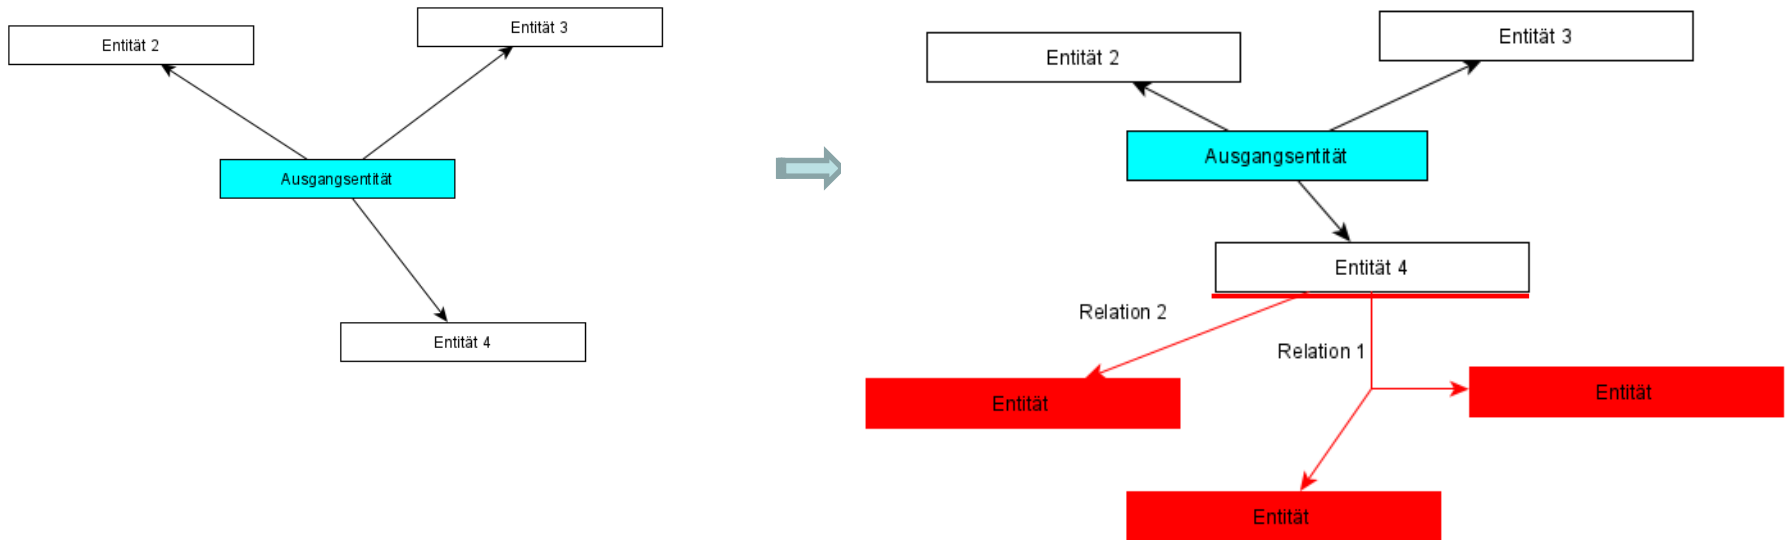 Entität 2
Entität 3
Ausgangsentität
Entität 4
Entität 2
Entität 3
Ausgangsentität
Entität 4
Relation 2
Relation 1
Entität
Entität
Entität